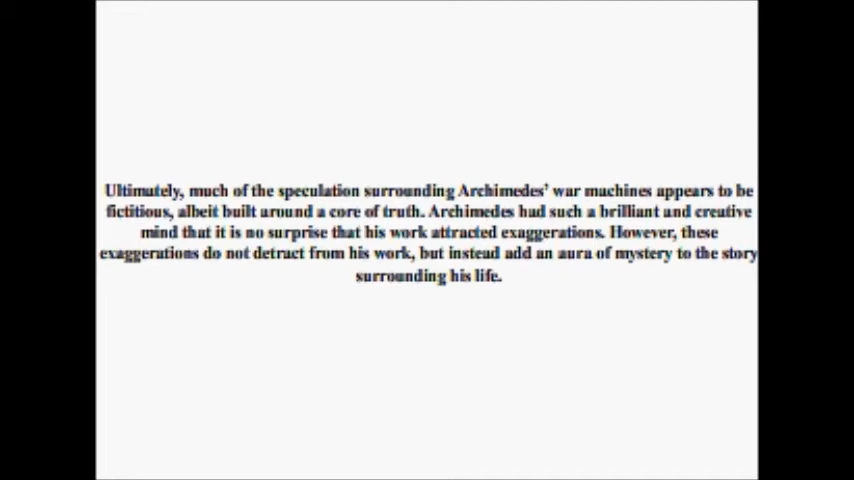 Ultimately, much of the speculation surrounding Archimedes’ war machines appears to be
fictitious, albeit built around a core of truth. Archimedes had such a brilliant and creative
mind that it is no surprise that his work attracted exaggerations. However, these
exaggerations do not detract from his work, but instead add an aura of mystery to the story
surrounding his life.